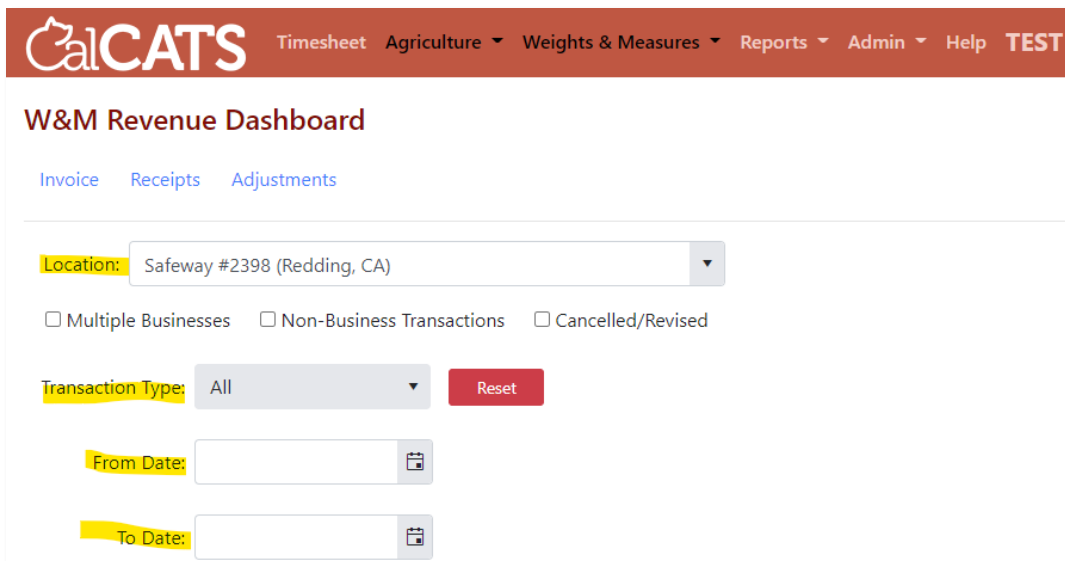 CalCATS Timesheet Agriculture Weights & Measures Reports Admin Help TEST
W&M Revenue Dashboard
Invoice Receipts Adjustments
Location: Safeway #2398 (Redding, CA)
Multiple Businesses Non-Business Transactions Cancelled/Revised
Transaction Type: All Reset
From Date:
To Date: